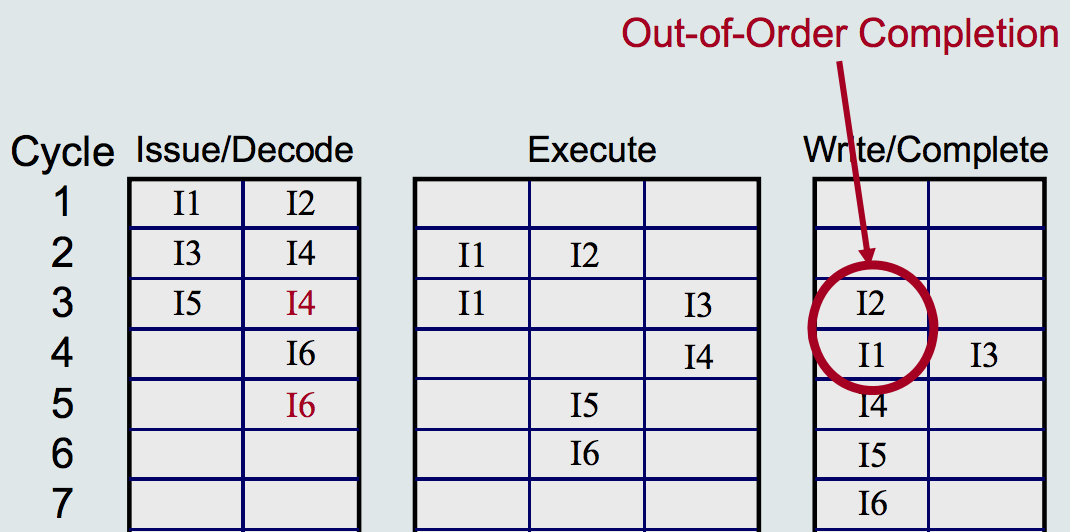 Out-of-Order Completion
Cycle Issue/Decode Execute Write/Complete
1 I1 I2
2 I3 I4 I1 I2
3 I5 I4 I1 I3 I2
4 I6 I4 I1 I3
5 I6 I5 I4
6 I6 I5
7 I6